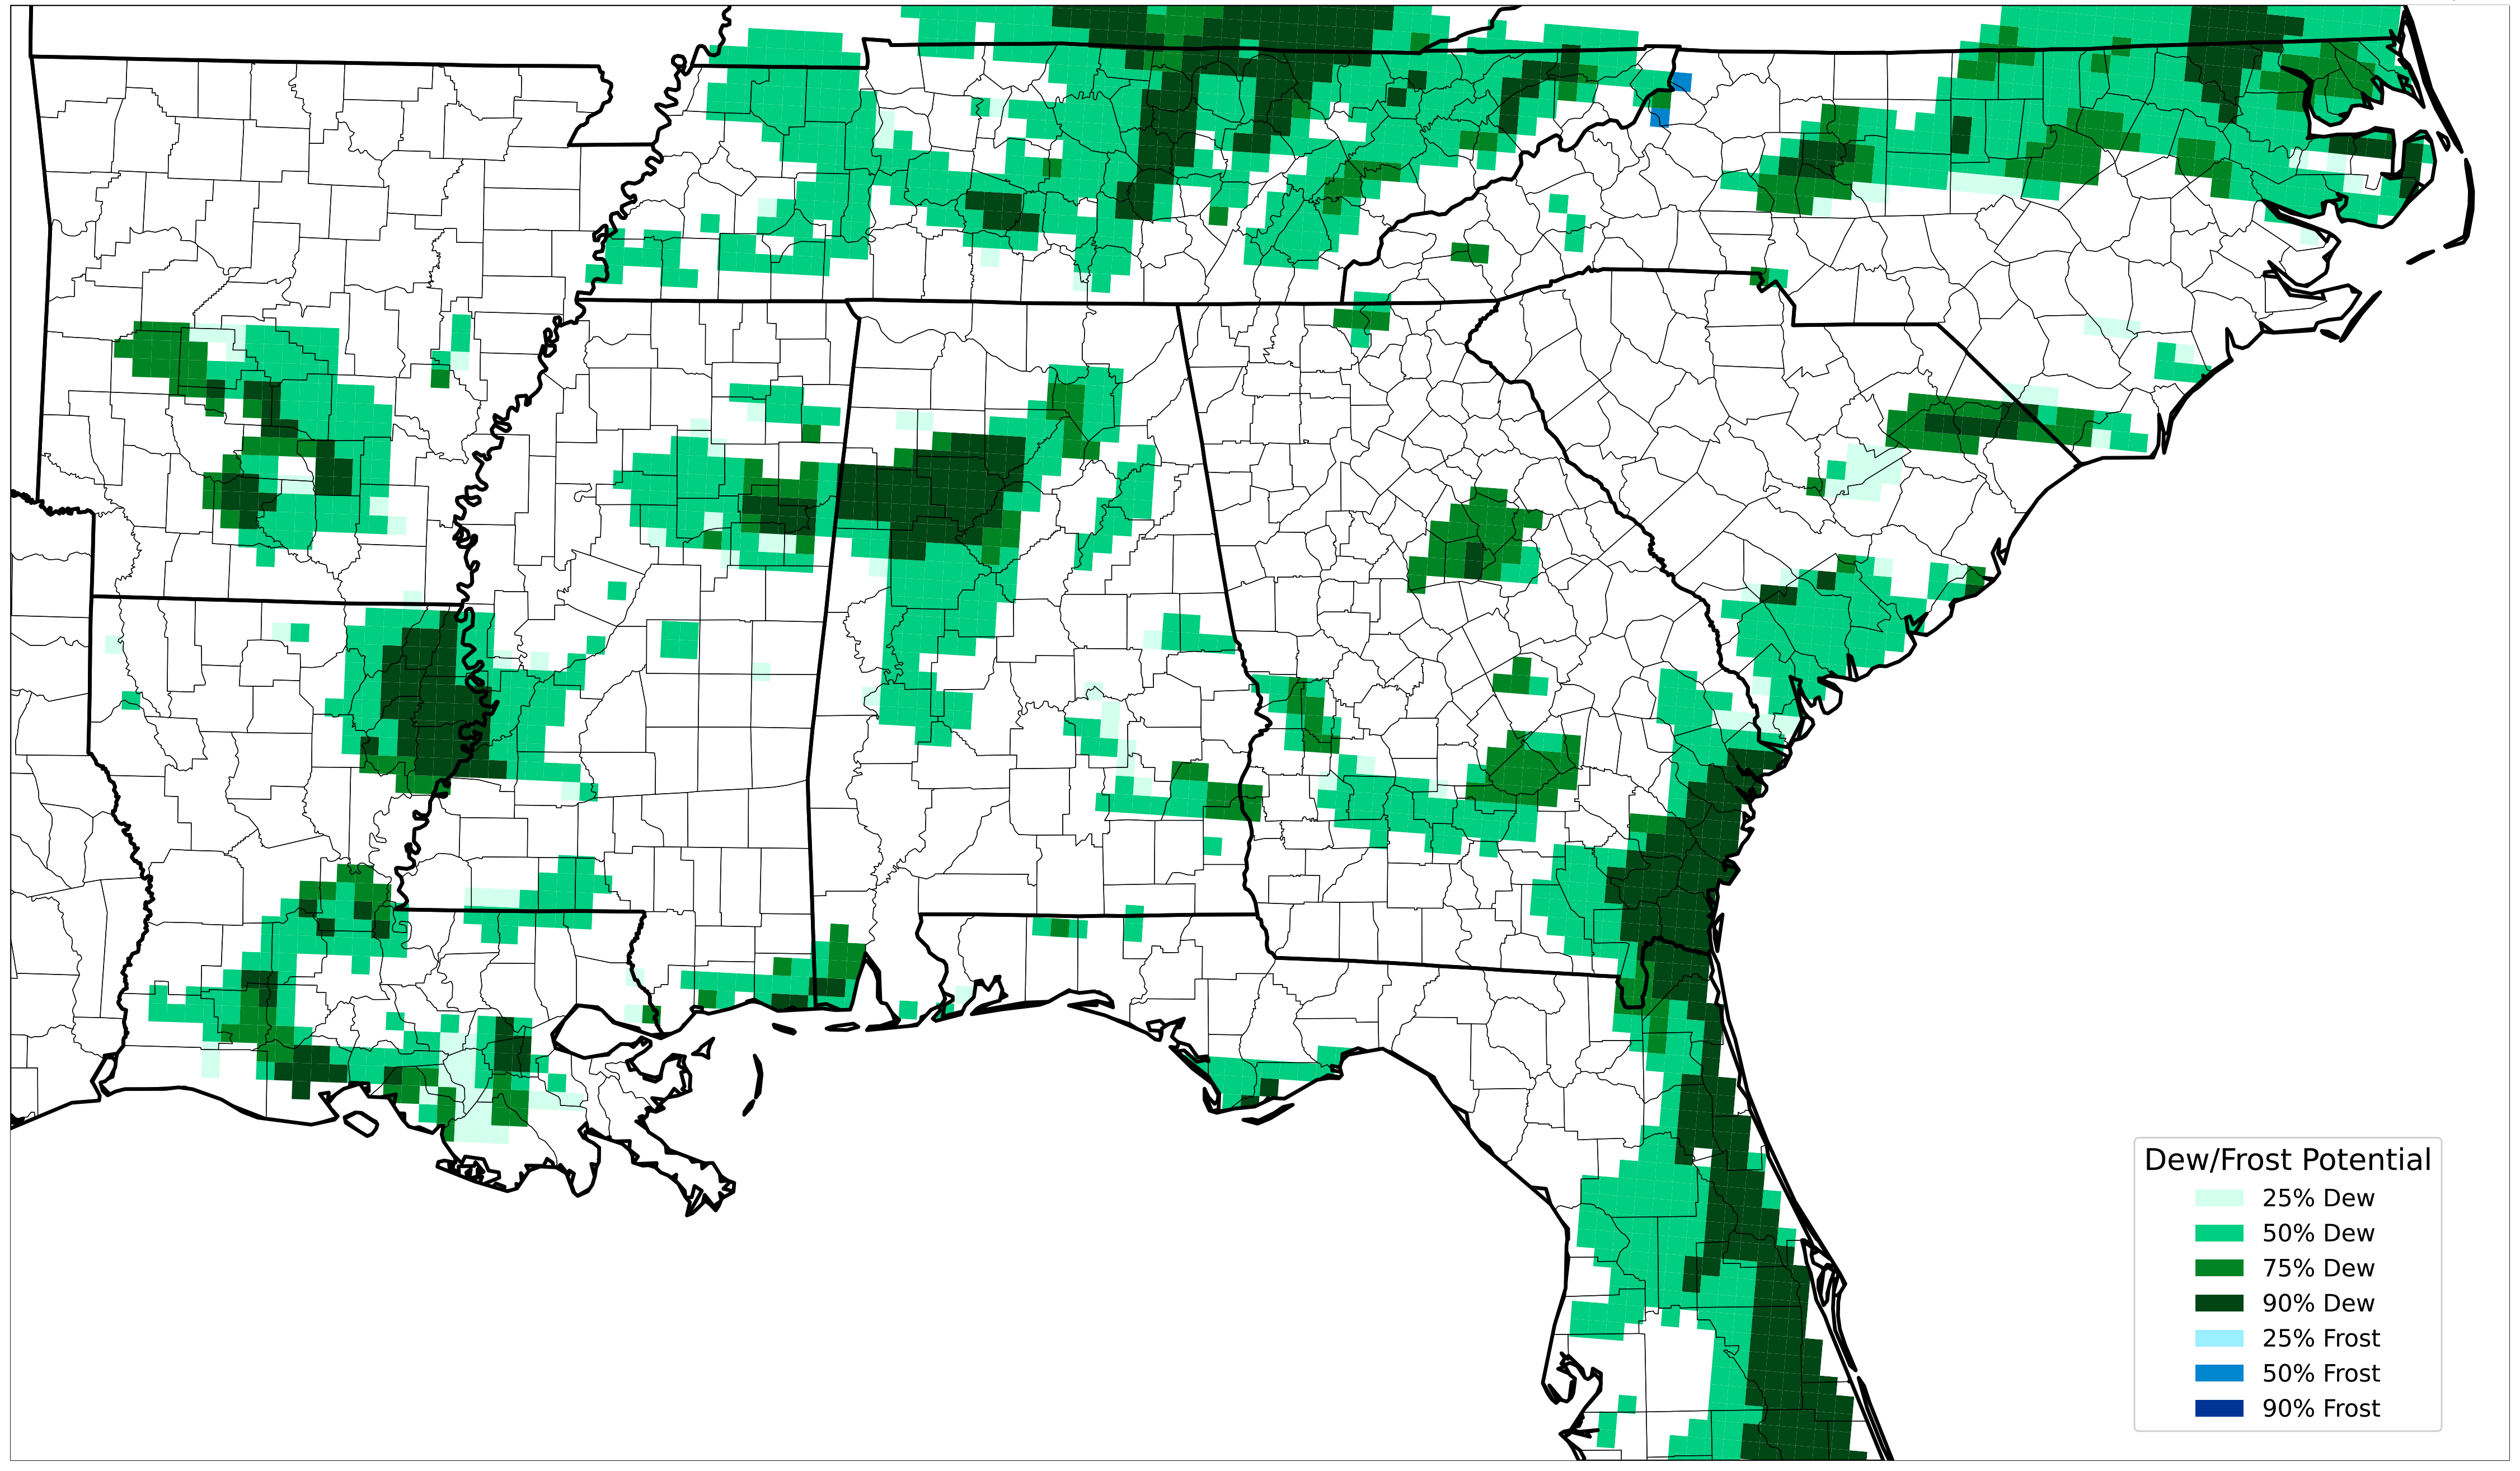 Dew/Frost Potential
25% Dew
50% Dew
75% Dew
90% Dew
25% Frost
50% Frost
90% Frost